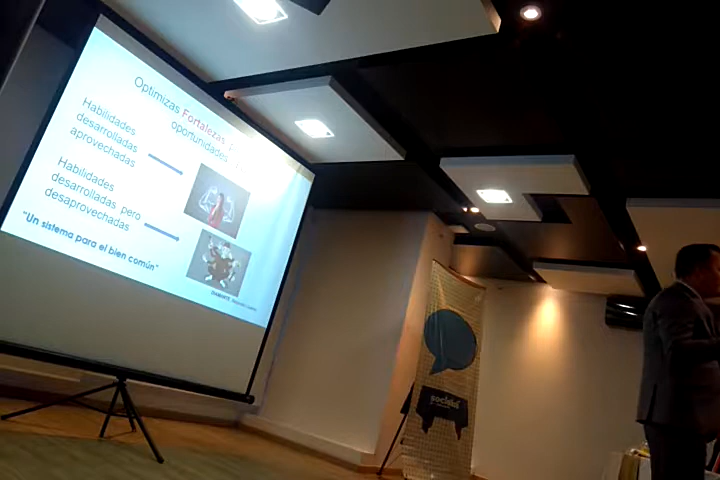 Optimizas Fortalezas
oportunidades
Habilidades
desarrolladas
aprovechadas
Habilidades
desarrolladas pero
desaprovechadas
"Un sistema para el bien común"